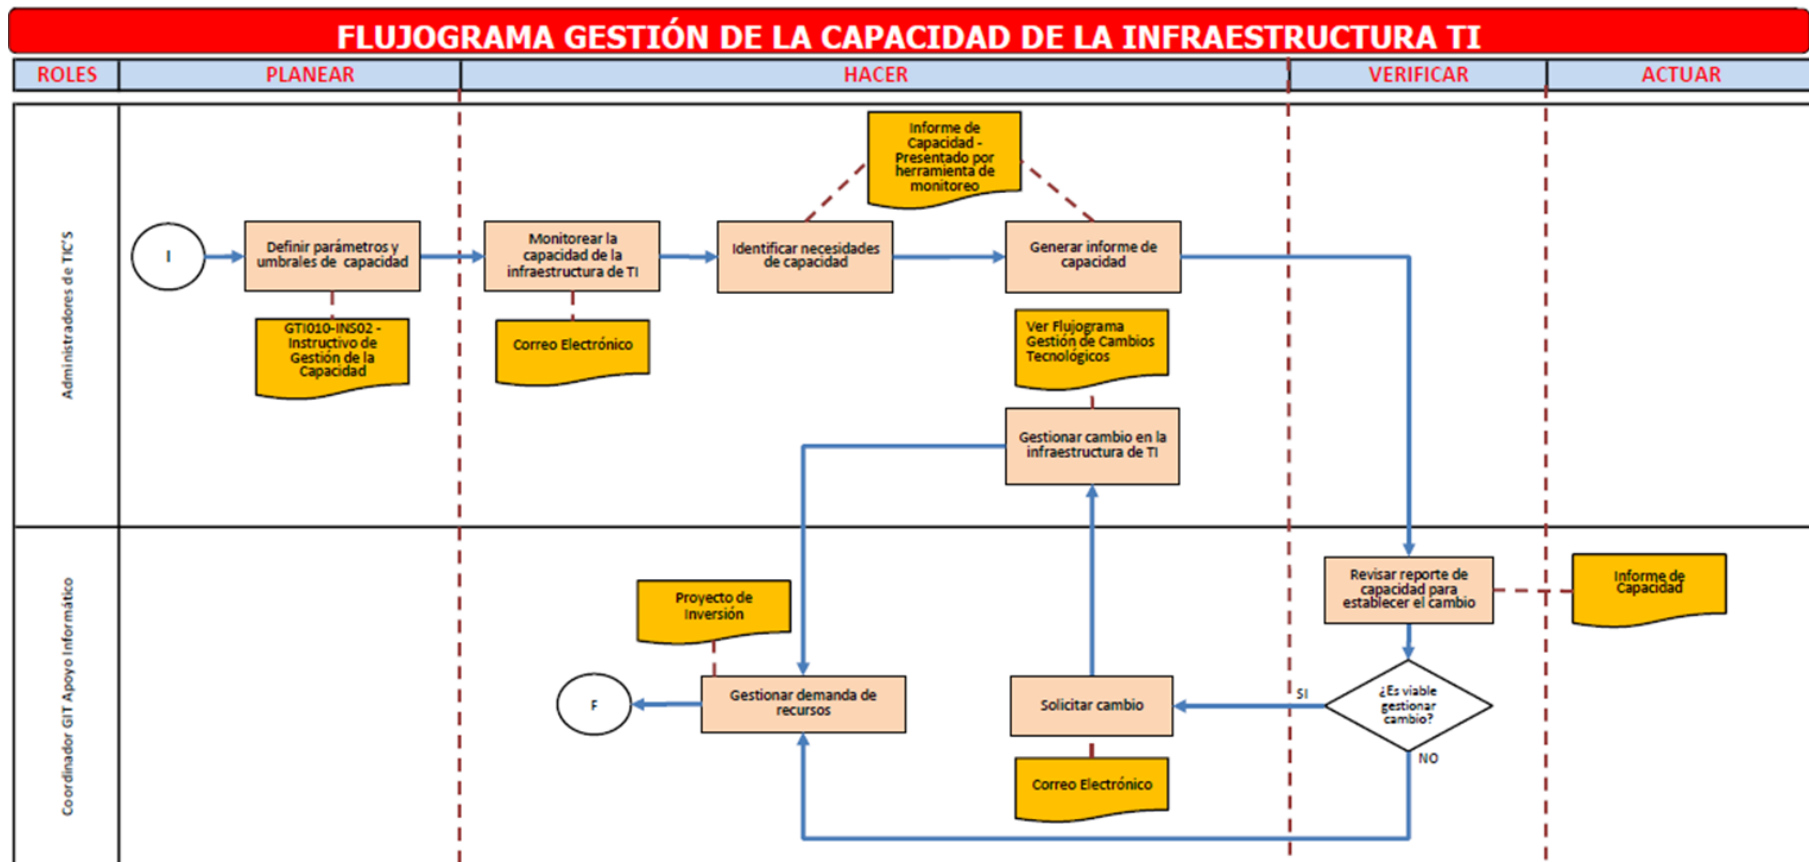 FLUJOGRAMA GESTIÓN DE LA CAPACIDAD DE LA INFRAESTRUCTURA TI
ROLES
PLANEAR
HACER
VERIFICAR
ACTUAR
Administradores de TIC'S
I
Definir parámetros y
umbrales de capacidad
GTI010-INS02 -
Instructivo de
Gestión de la
Capacidad
Monitorear la
capacidad de la
infraestructura de TI
Correo Electrónico
Identificar necesidades
de capacidad
Informe de
Capacidad -
Presentado por
herramienta de
monitoreo
Generar informe de
capacidad
Ver Flujograma
Gestión de Cambios
Tecnológicos
Gestionar cambio en la
infraestructura de TI
Coordinador GIT Apoyo Informático
Revisar reporte de
capacidad para
establecer el cambio
Informe de
Capacidad
¿Es viable
gestionar
cambio?
SI
NO
Solicitar cambio
Correo Electrónico
Proyecto de
Inversión
Gestionar demanda de
recursos
F